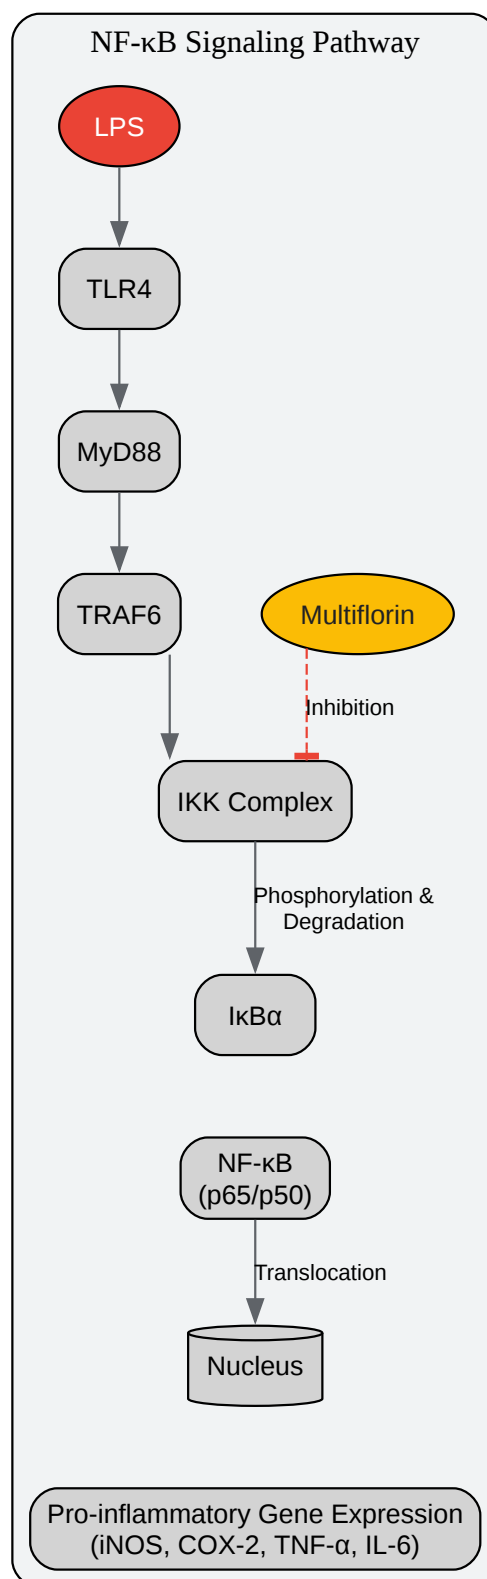 NF-κB Signaling Pathway
LPS
TLR4
MyD88
TRAF6
Multiflorin
Inhibition
IKK Complex
Phosphorylation &
Degradation
IκBα
NF-κB
(p65/p50)
Translocation
Nucleus
Pro-inflammatory Gene Expression
(iNOS, COX-2, TNF-α, IL-6)